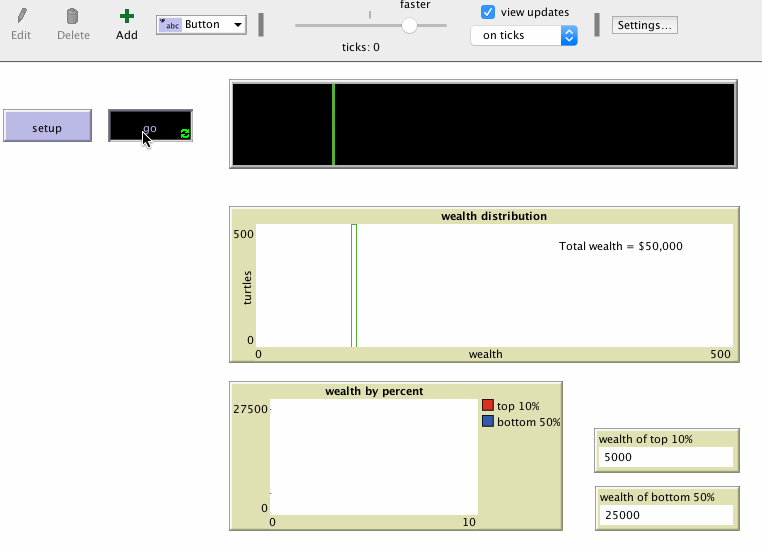 faster
Edit
Delete
Add
abc Button
view updates
on ticks
Settings...
ticks: 0
setup
go
wealth distribution
500
Total wealth = $50,000
turtles
0
0
wealth
500
wealth by percent
27500
top 10%
bottom 50%
0
0
10
wealth of top 10%
5000
wealth of bottom 50%
25000